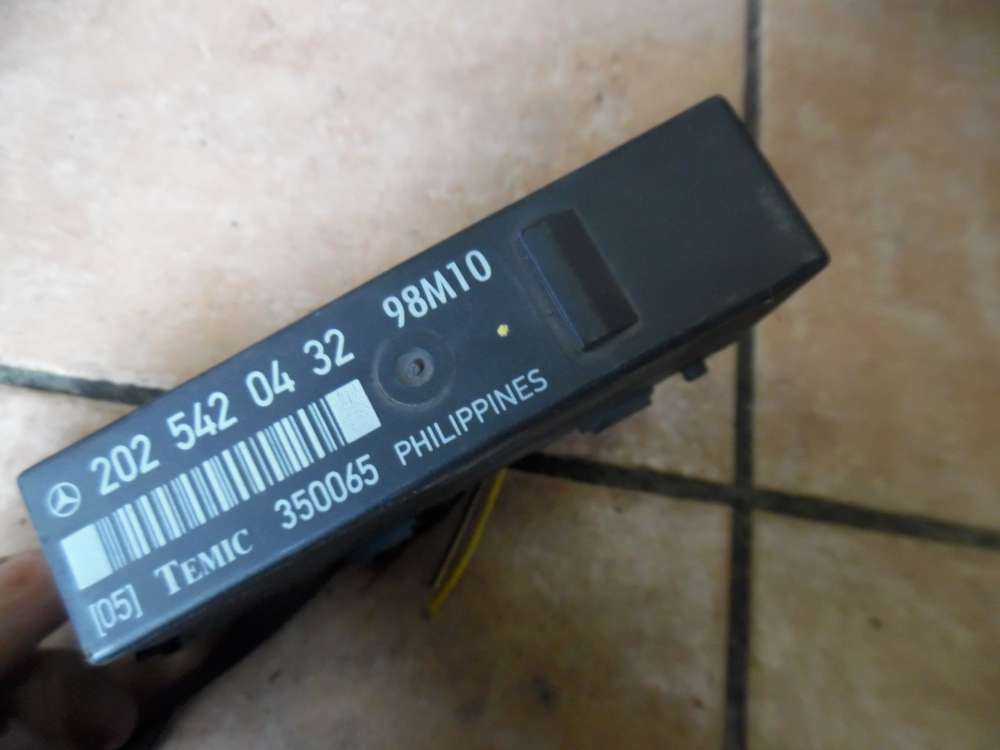 202 542 04 32 98M10
[05] TEMIC 350065 PHILIPPINES